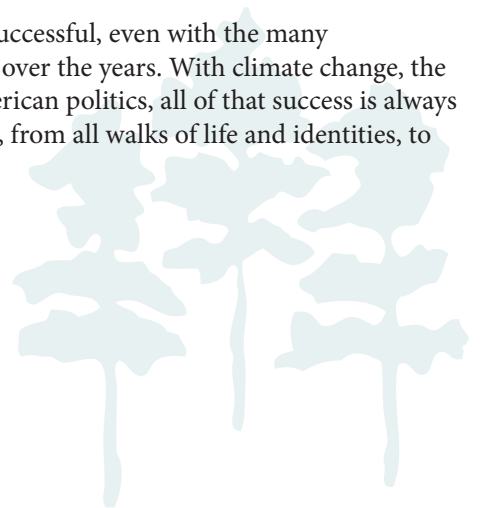 uccessful, even with the many
over the years. With climate change, the
erican politics, all of that success is always
, from all walks of life and identities, to